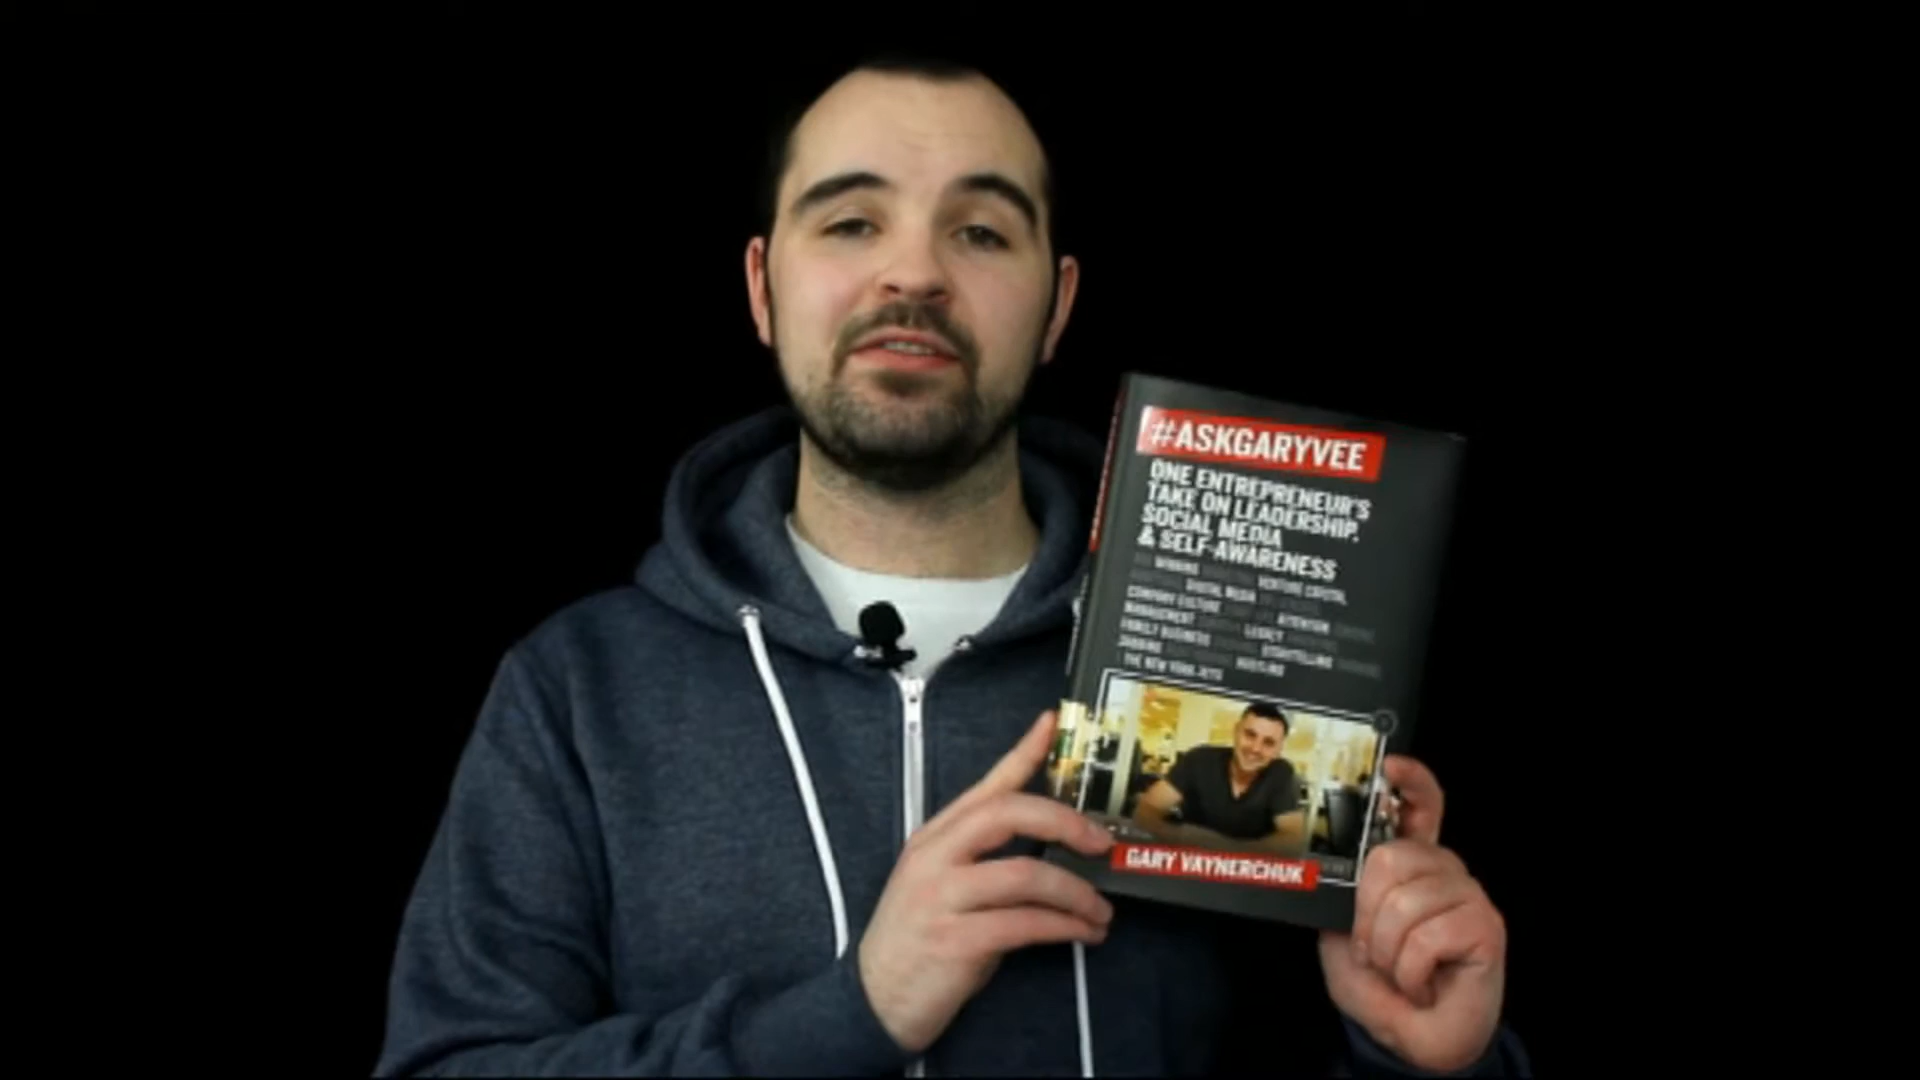 #ASKGARYVEE
ONE ENTREPRENEUR'S
TAKE ON LEADERSHIP,
SOCIAL MEDIA
& SELF-AWARENESS
WINNING VENTURE CAPITAL
DIGITAL MEDIA
COMPANY CULTURE ATTENTION
MANAGEMENT LEGACY
FAMILY BUSINESS STORYTELLING
JABBING HUSTLING
THE NEW YORK JETS
GARY VAYNERCHUK